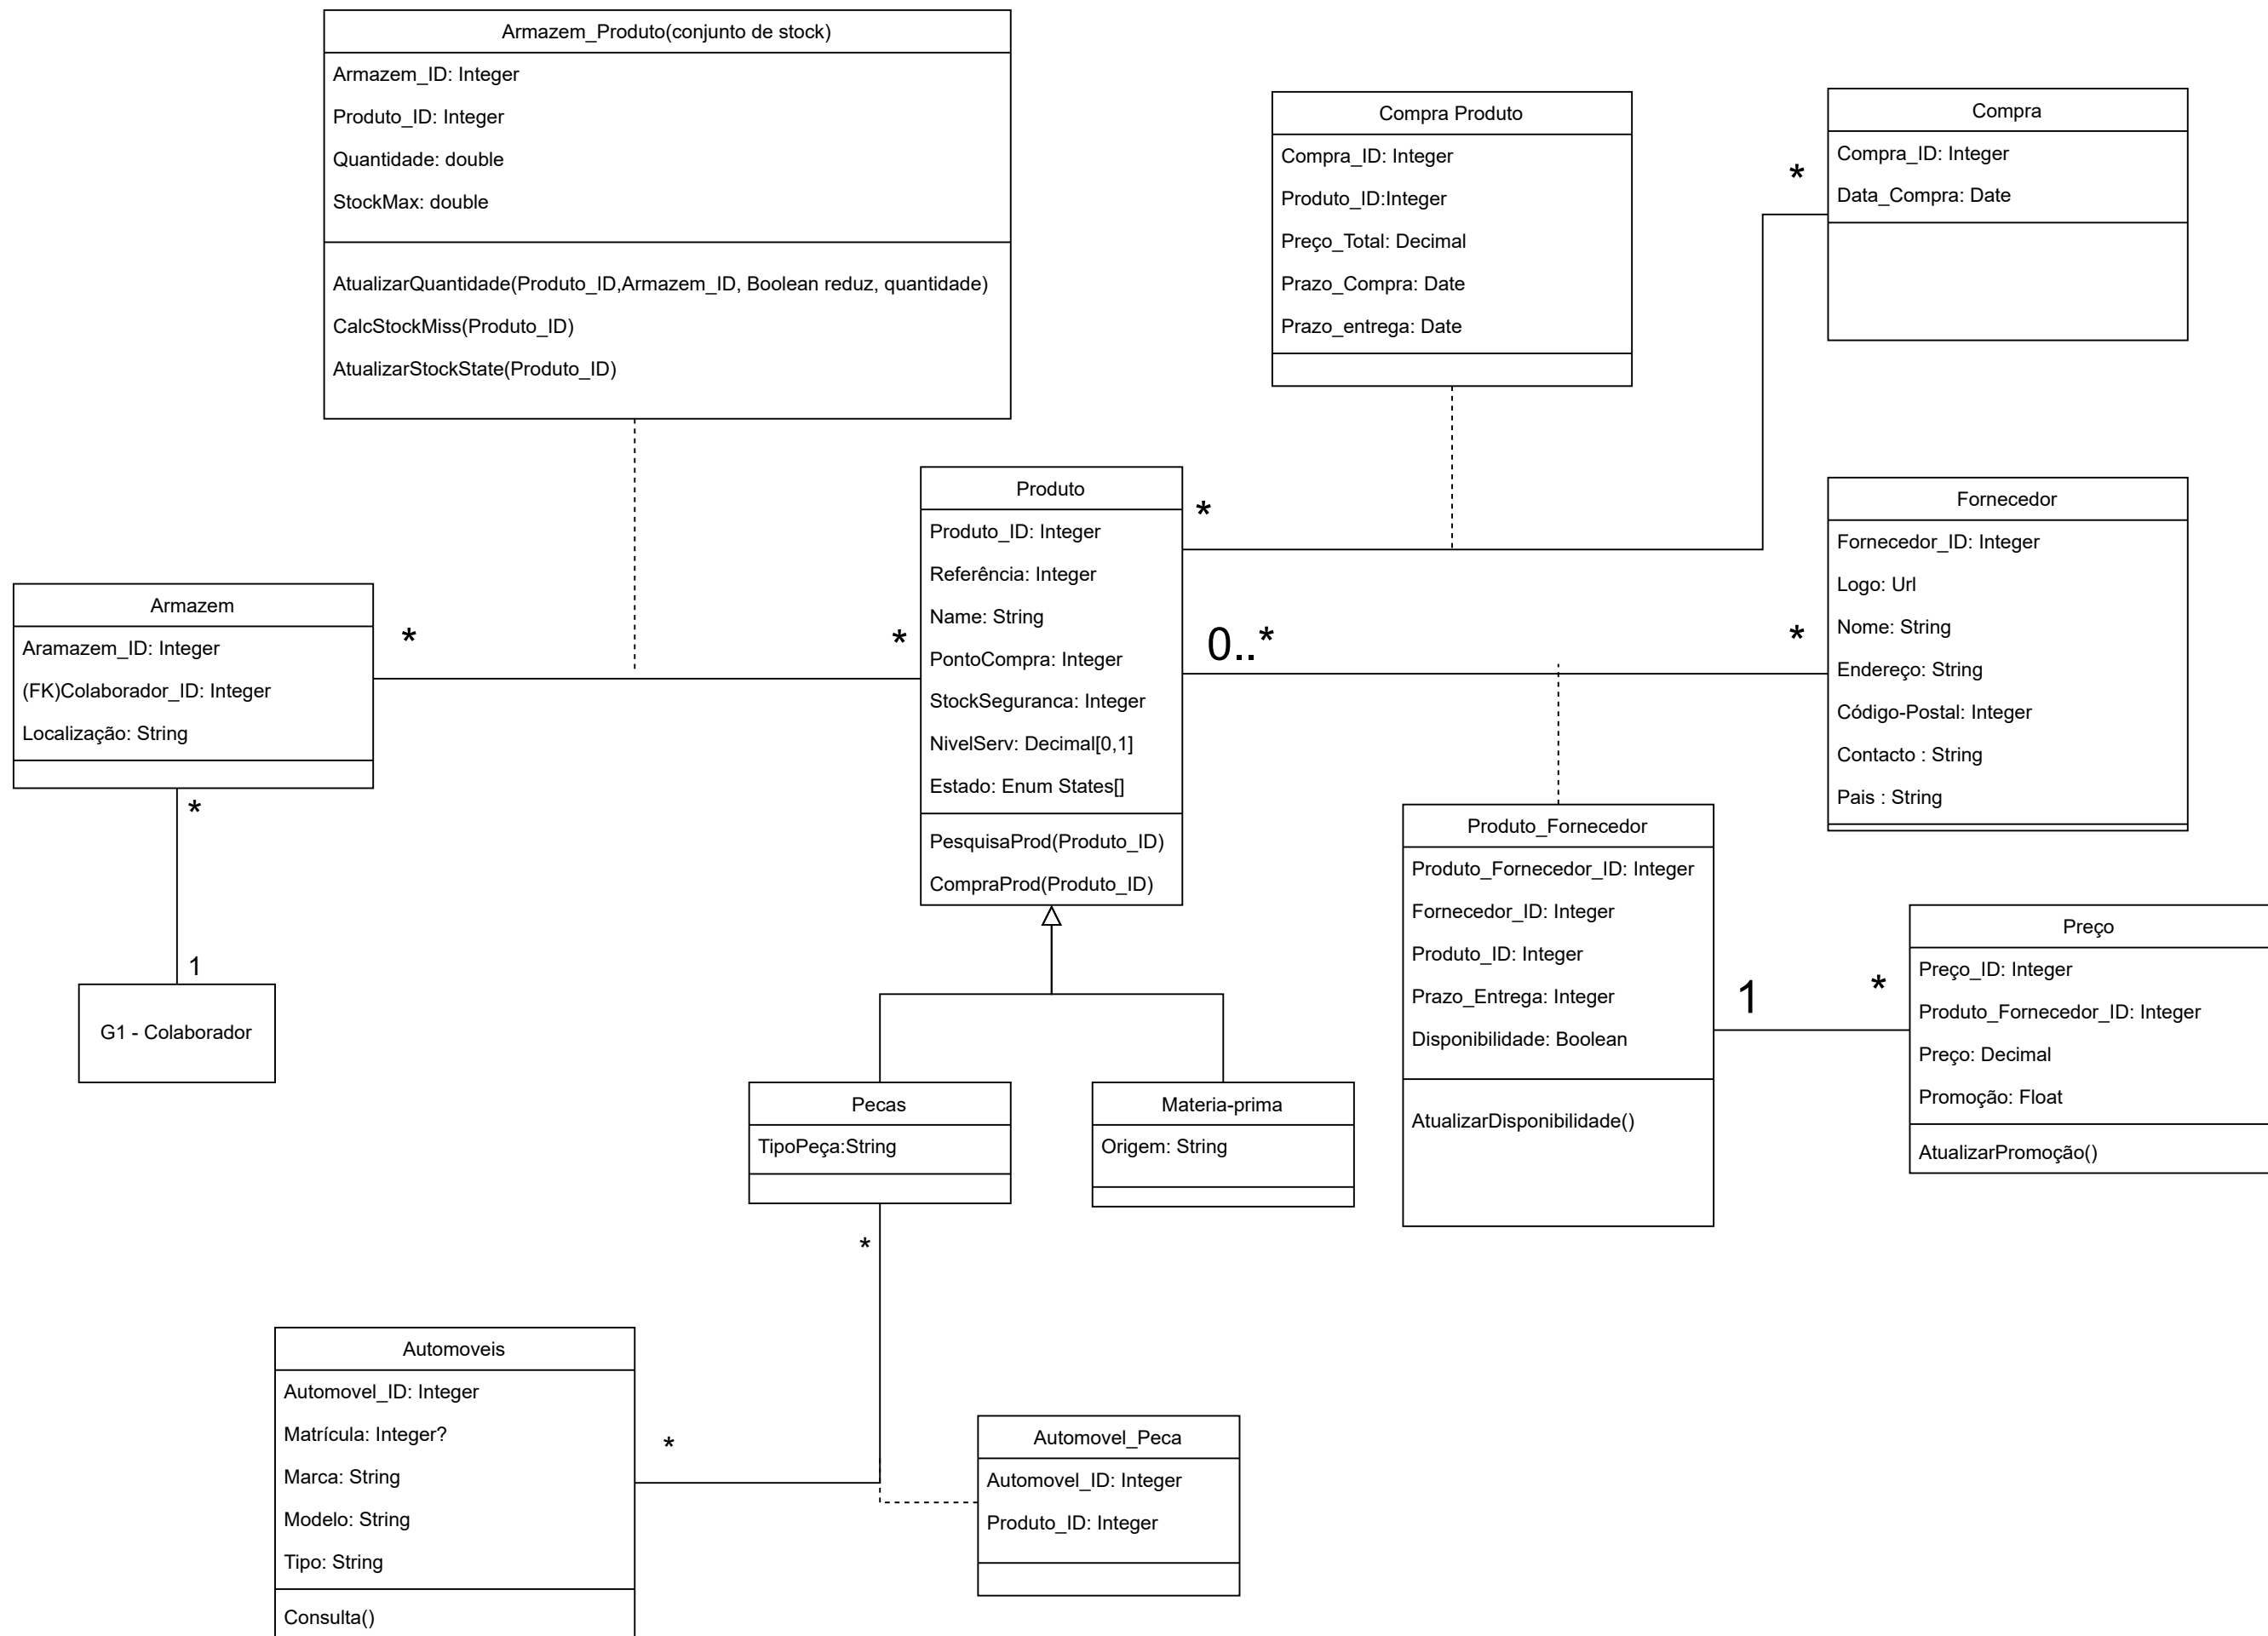 Armazem_Produto(conjunto de stock)
Armazem_ID: Integer
Produto_ID: Integer
Quantidade: double
StockMax: double
AtualizarQuantidade(Produto_ID,Armazem_ID, Boolean reduz, quantidade)
CalcStockMiss(Produto_ID)
AtualizarStockState(Produto_ID)
Compra Produto
Compra_ID: Integer
Produto_ID:Integer
Preço_Total: Decimal
Prazo_Compra: Date
Prazo_entrega: Date
Compra
Compra_ID: Integer
Data_Compra: Date
*
*
Produto
Produto_ID: Integer
Referência: Integer
Name: String
PontoCompra: Integer
StockSeguranca: Integer
NivelServ: Decimal[0,1]
Estado: Enum States[]
PesquisaProd(Produto_ID)
CompraProd(Produto_ID)
Fornecedor
Fornecedor_ID: Integer
Logo: Url
Nome: String
Endereço: String
Código-Postal: Integer
Contacto : String
Pais : String
0..*
*
Armazem
Aramazem_ID: Integer
(FK)Colaborador_ID: Integer
Localização: String
*
*
*
1
G1 - Colaborador
Produto_Fornecedor
Produto_Fornecedor_ID: Integer
Fornecedor_ID: Integer
Produto_ID: Integer
Prazo_Entrega: Integer
Disponibilidade: Boolean
AtualizarDisponibilidade()
1
*
Preço
Preço_ID: Integer
Produto_Fornecedor_ID: Integer
Preço: Decimal
Promoção: Float
AtualizarPromoção()
Pecas
TipoPeça:String
Materia-prima
Origem: String
*
*
Automoveis
Automovel_ID: Integer
Matrícula: Integer?
Marca: String
Modelo: String
Tipo: String
Consulta()
Automovel_Peca
Automovel_ID: Integer
Produto_ID: Integer